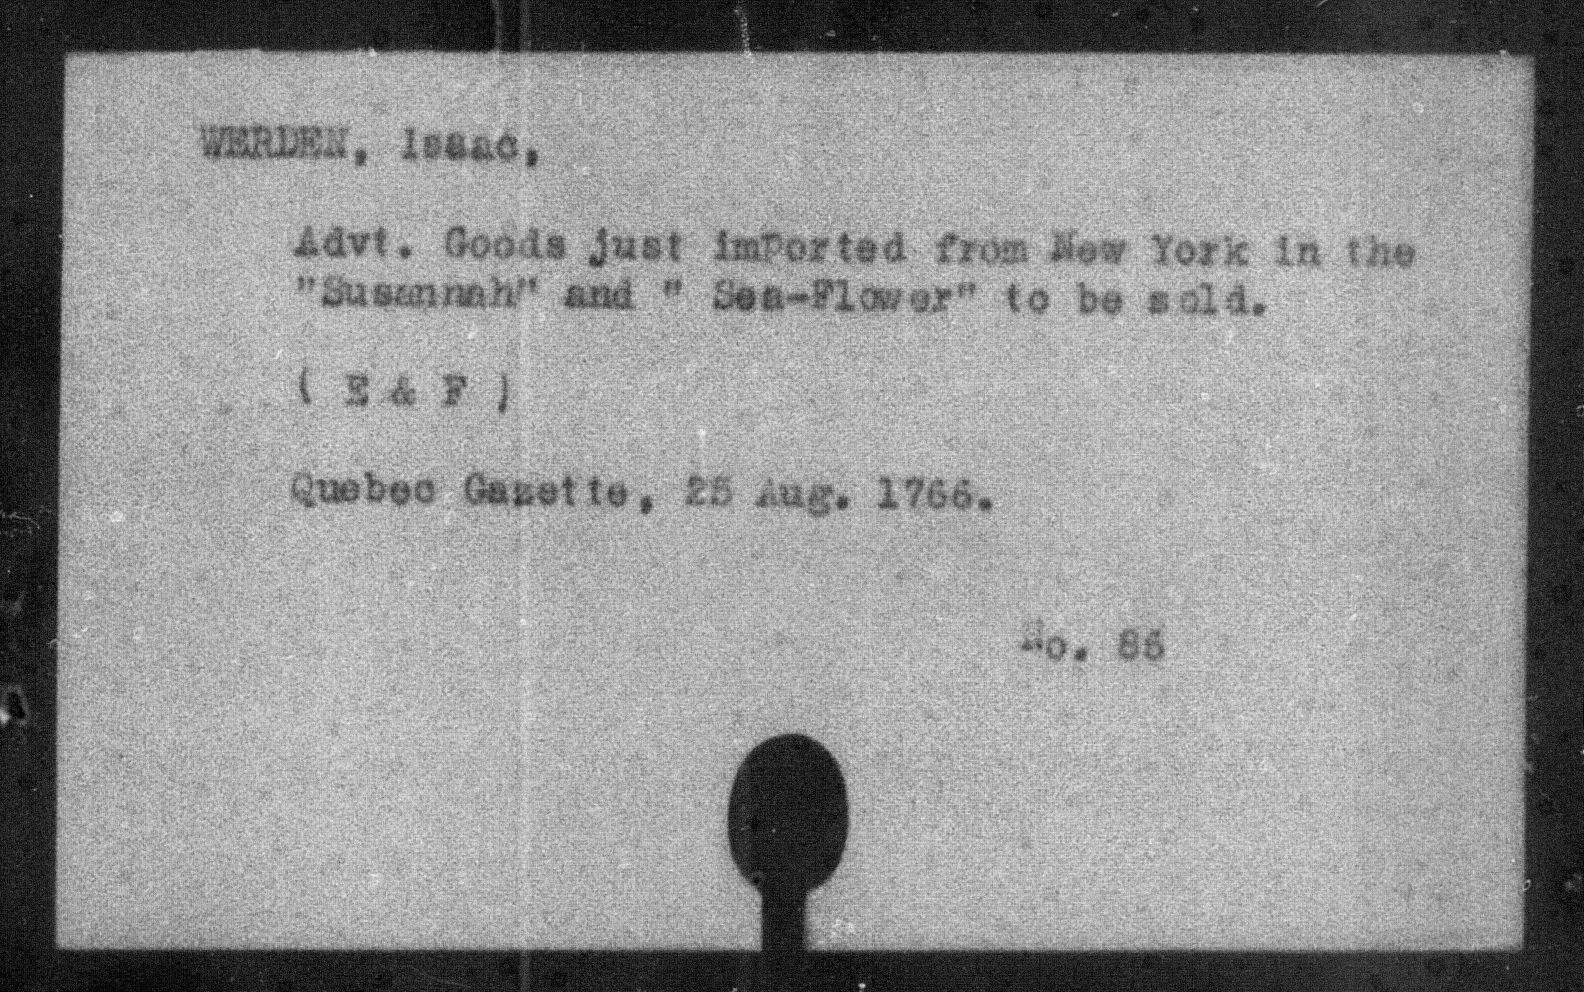 WERDEN, Isaac,
Advt. Goods just imported from New York in the
"Susannah" and " Sea-Flower" to be sold.
( E & F )
Quebec Gazette, 25 Aug. 1766.
No. 86